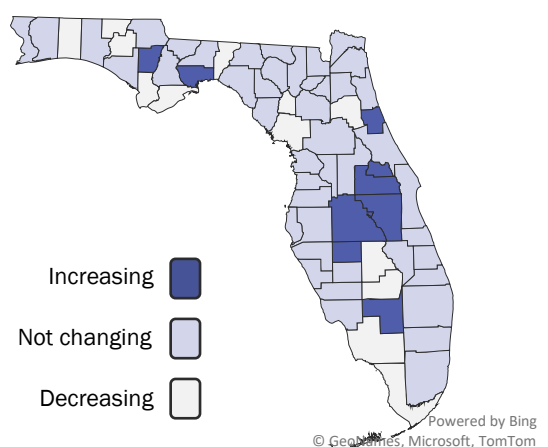 Increasing
Not changing
Decreasing
Powered by Bing
© GeoNames, Microsoft, TomTom